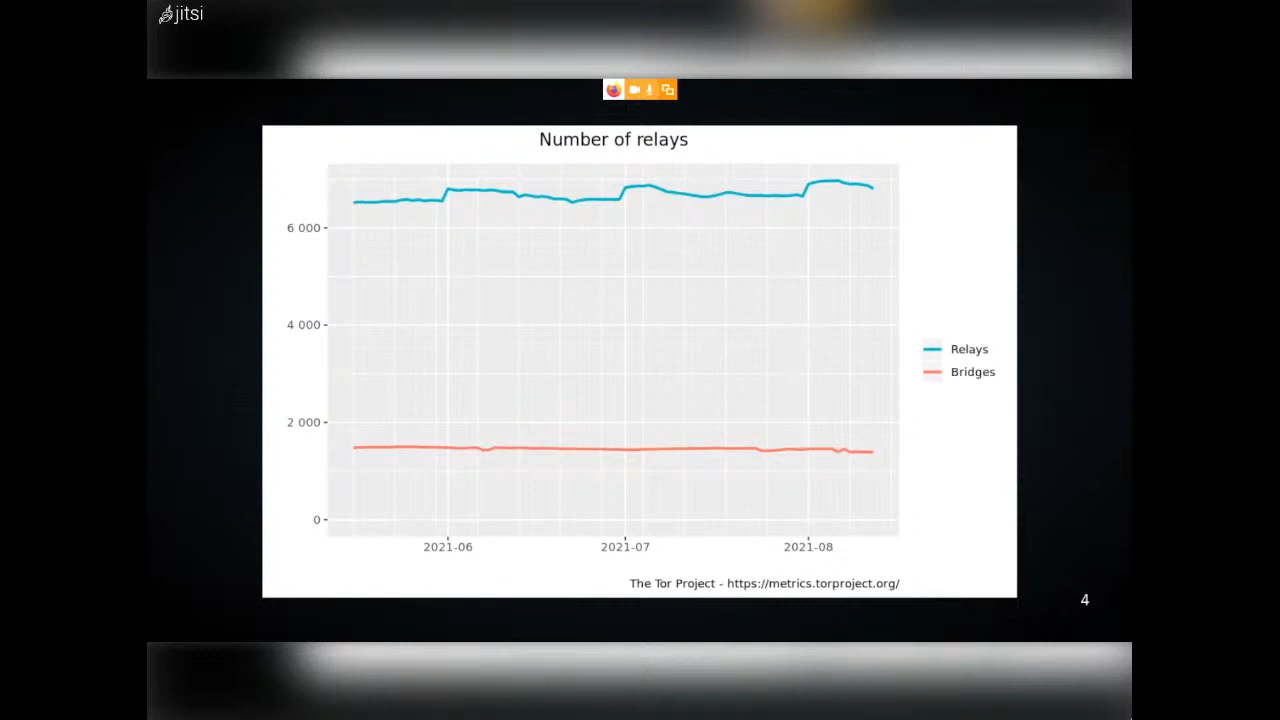 jitsi
Number of relays
6 000
4 000
2 000
0
2021-06 2021-07 2021-08
Relays
Bridges
The Tor Project - https://metrics.torproject.org/
4